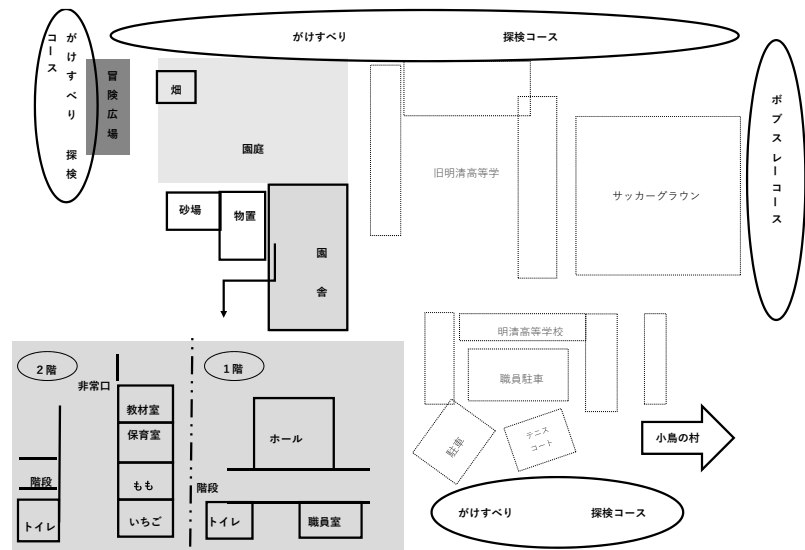 がけすべり 探検コース
がけすべり 探検
コース
冒険広場
畑
園庭
砂場
物置
園舎
旧明清高等学
サッカーグラウン
ボブスレーコース
明清高等学校
職員駐車
駐車
テニス
コート
小鳥の村
がけすべり 探検コース
2階
非常口
教材室
保育室
もも
いちご
階段
トイレ
1階
ホール
階段
トイレ
職員室